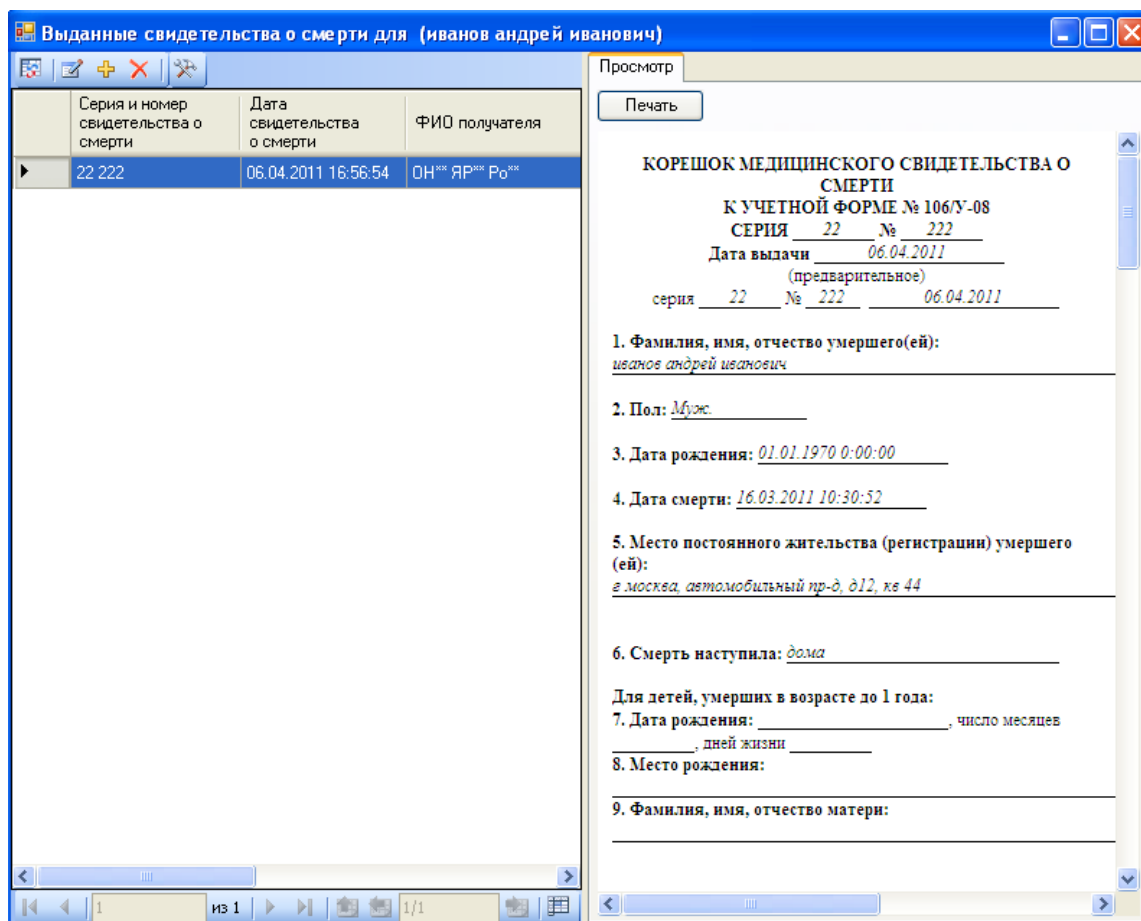 Выданные свидетельства о смерти для (иванов андрей иванович)
Серия и номер свидетельства о смерти
Дата свидетельства о смерти
ФИО получателя
22 222
06.04.2011 16:56:54
ОН** ЯР** Ро**
1
из 1
1/1
Просмотр
Печать
КОРЕШОК МЕДИЦИНСКОГО СВИДЕТЕЛЬСТВА О
СМЕРТИ
К УЧЕТНОЙ ФОРМЕ № 106/У-08
СЕРИЯ 22 № 222
Дата выдачи 06.04.2011
(предварительное)
серия 22 № 222 06.04.2011
1. Фамилия, имя, отчество умершего(ей):
иванов андрей иванович
2. Пол: Муж.
3. Дата рождения: 01.01.1970 0:00:00
4. Дата смерти: 16.03.2011 10:30:52
5. Место постоянного жительства (регистрации) умершего
(ей):
г москва, автомобильный пр-д, д12, кв 44
6. Смерть наступила: дома
Для детей, умерших в возрасте до 1 года:
7. Дата рождения: , число месяцев
, дней жизни
8. Место рождения:
9. Фамилия, имя, отчество матери: